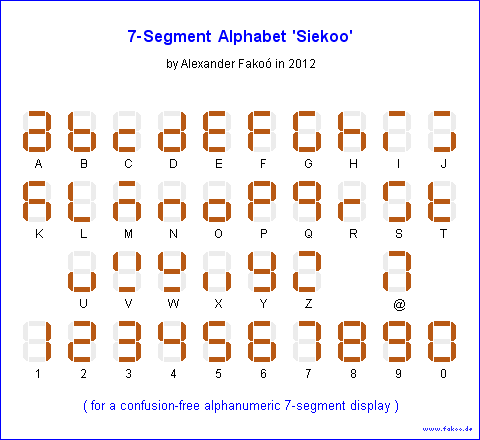 7-Segment Alphabet 'Siekoo'
by Alexander Fakoó in 2012
A B C D E F G H I J
K L M N O P Q R S T
U V W X Y Z @
1 2 3 4 5 6 7 8 9 0
( for a confusion-free alphanumeric 7-segment display )
www.fakoo.de